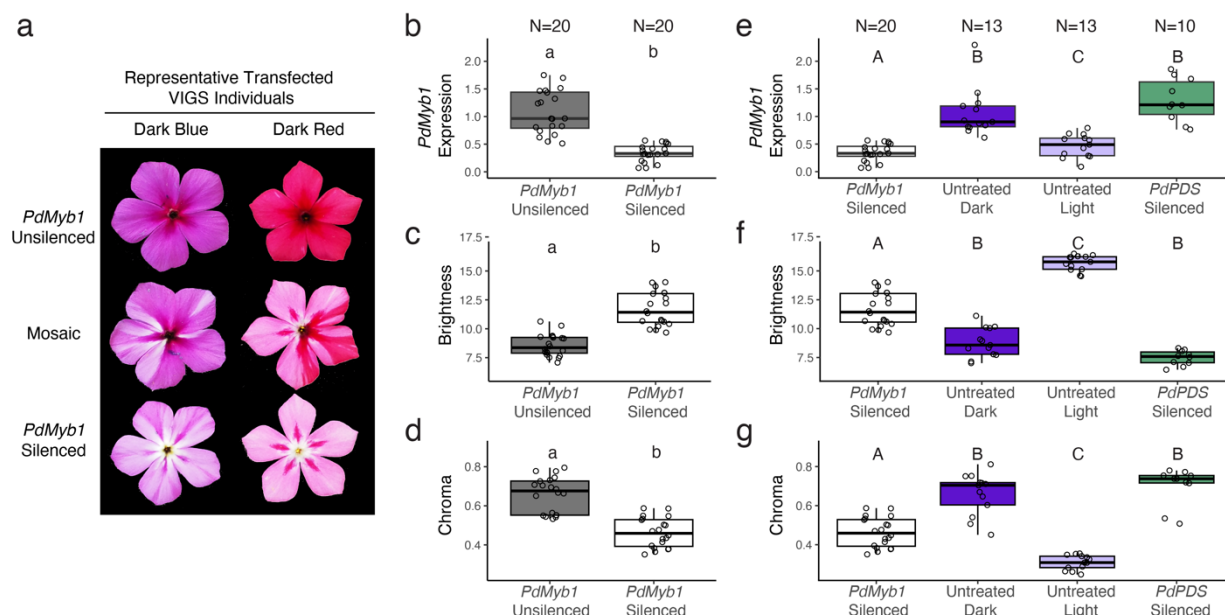 a
Representative Transfected
VIGS Individuals
Dark Blue Dark Red
PdMyb1
Unsilenced
Mosaic
PdMyb1
Silenced
b
N=20 N=20
a b
PdMyb1
Expression
2.0
1.5
1.0
0.5
0.0
PdMyb1
Unsilenced
PdMyb1
Silenced
c
a b
Brightness
17.5
15.0
12.5
10.0
7.5
PdMyb1
Unsilenced
PdMyb1
Silenced
d
a b
Chroma
0.8
0.6
0.4
PdMyb1
Unsilenced
PdMyb1
Silenced
e
N=20 N=13 N=13 N=10
A B C B
PdMyb1
Expression
2.0
1.5
1.0
0.5
0.0
PdMyb1
Silenced
Untreated
Dark
Untreated
Light
PdPDS
Silenced
f
A B C B
Brightness
17.5
15.0
12.5
10.0
7.5
PdMyb1
Silenced
Untreated
Dark
Untreated
Light
PdPDS
Silenced
g
A B C B
Chroma
0.8
0.6
0.4
PdMyb1
Silenced
Untreated
Dark
Untreated
Light
PdPDS
Silenced